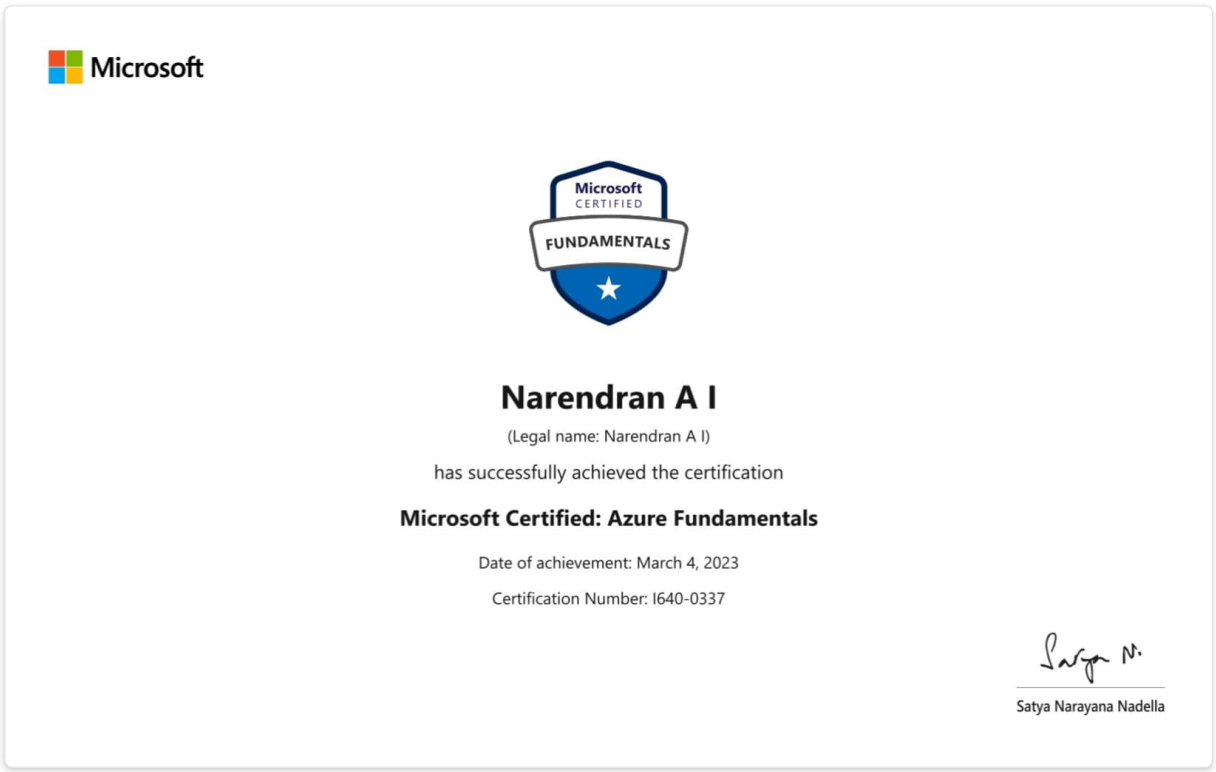 Microsoft
Microsoft
CERTIFIED
FUNDAMENTALS
Narendran A I
(Legal name: Narendran A I)
has successfully achieved the certification
Microsoft Certified: Azure Fundamentals
Date of achievement: March 4, 2023
Certification Number: I640-0337
Satya N.
Satya Narayana Nadella